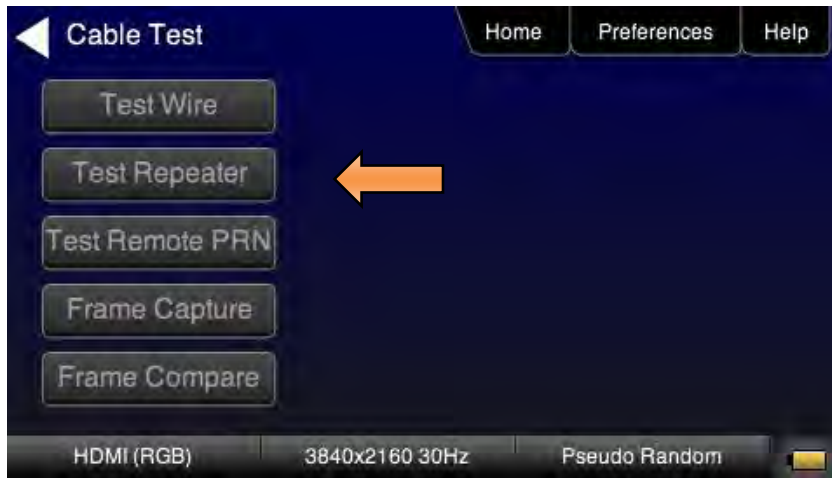 Cable Test
Home
Preferences
Help
Test Wire
Test Repeater
Test Remote PRN
Frame Capture
Frame Compare
HDMI (RGB)
3840x2160 30Hz
Pseudo Random